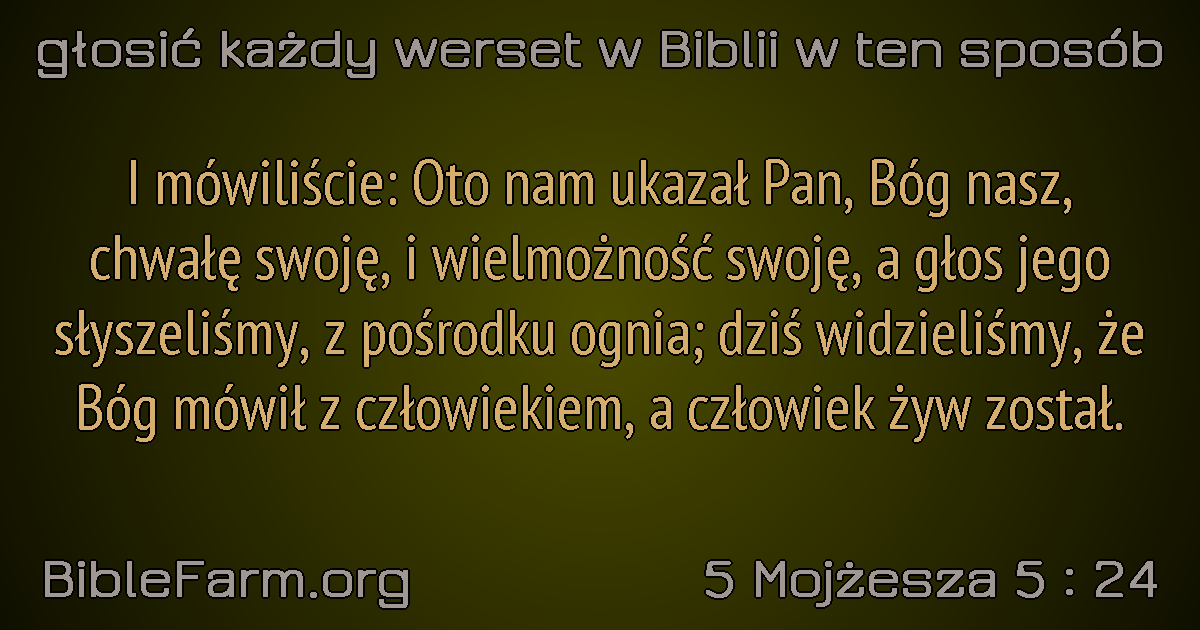 głosić każdy werset w Biblii w ten sposób
I mówiliście: Oto nam ukazał Pan, Bóg nasz,
chwałę swoję, i wielmożność swoję, a głos jego
słyszeliśmy, z pośrodku ognia; dziś widzieliśmy, że
Bóg mówił z człowiekiem, a człowiek żyw został.
BibleFarm.org
5 Mojżesza 5 : 24